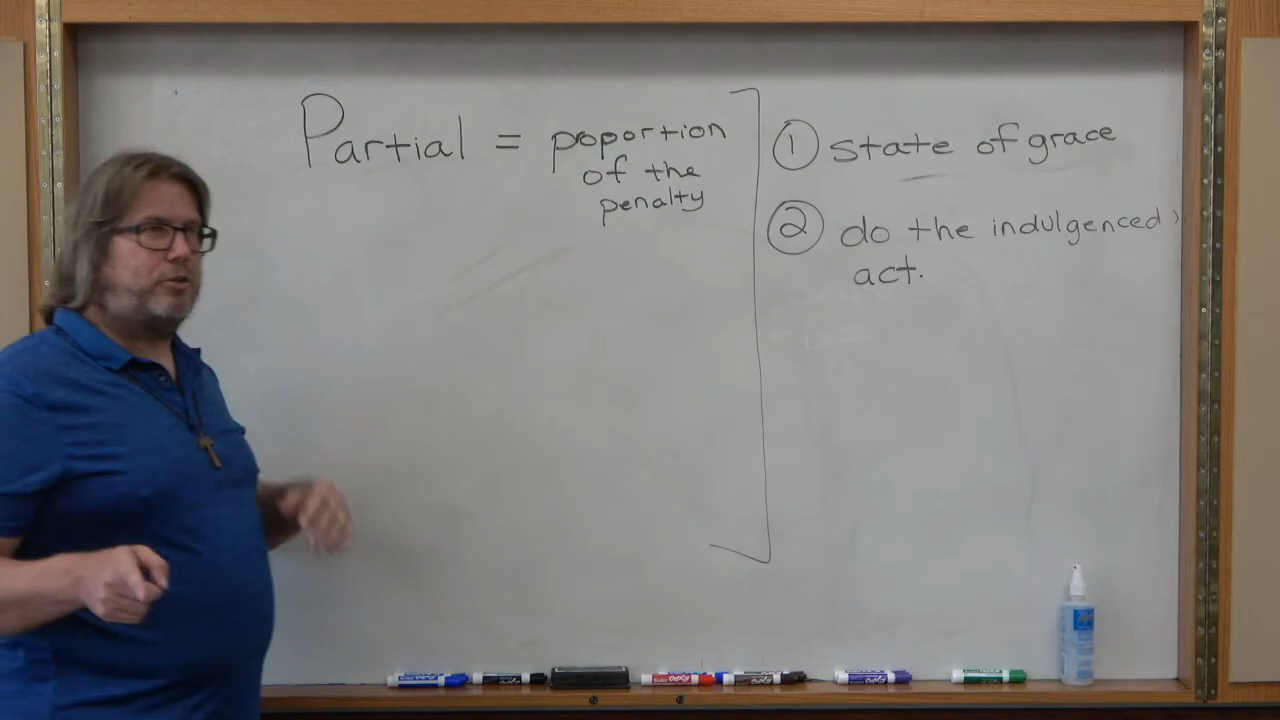 Partial = poportion
of the
penalty
① state of grace
② do the indulgenced
act.